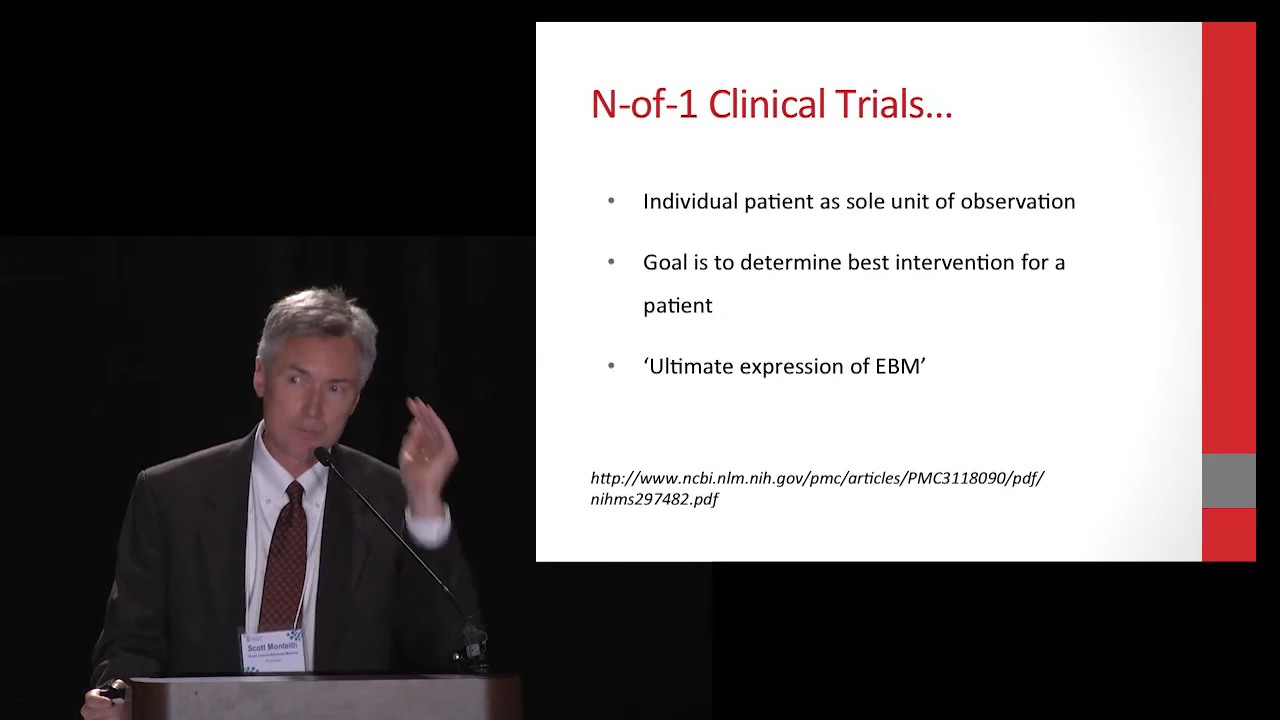 N-of-1 Clinical Trials...
• Individual patient as sole unit of observation
• Goal is to determine best intervention for a
patient
• ‘Ultimate expression of EBM’
http://www.ncbi.nlm.nih.gov/pmc/articles/PMC3118090/pdf/
nihms297482.pdf
Scott Monteith